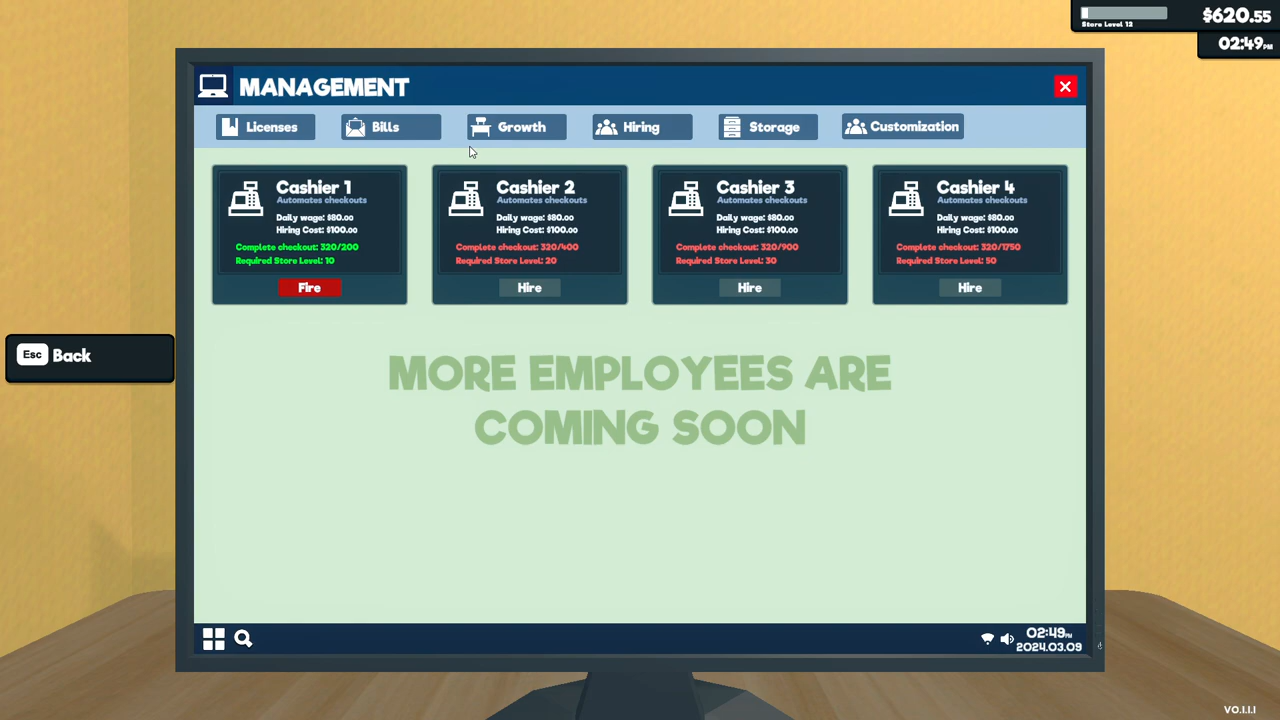 $620.55
Store Level 12
02:49PM
MANAGEMENT
Licenses
Bills
Growth
Hiring
Storage
Customization
Cashier 1
Automates checkouts
Daily wage: $80.00
Hiring Cost: $100.00
Complete checkout: 320/200
Required Store Level: 10
Fire
Cashier 2
Automates checkouts
Daily wage: $80.00
Hiring Cost: $100.00
Complete checkout: 320/400
Required Store Level: 20
Hire
Cashier 3
Automates checkouts
Daily wage: $80.00
Hiring Cost: $100.00
Complete checkout: 320/900
Required Store Level: 30
Hire
Cashier 4
Automates checkouts
Daily wage: $80.00
Hiring Cost: $100.00
Complete checkout: 320/1750
Required Store Level: 50
Hire
Esc Back
MORE EMPLOYEES ARE
COMING SOON
02:49PM
2024.03.09
V0.1.1.1